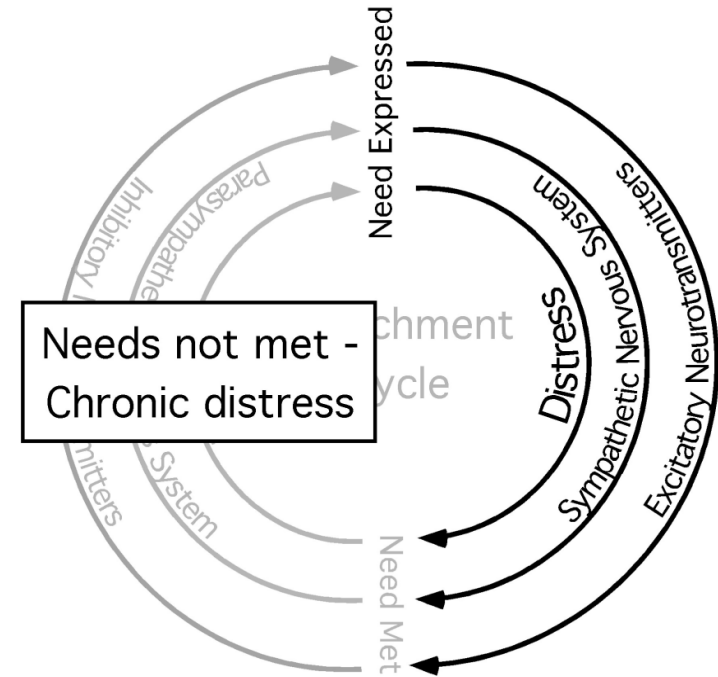 Need Expressed
Inhibitory
mitters
Parasympathe
System
Needs not met -
Chronic distress
chment
ycle
Distress
Sympathetic Nervous System
Excitatory Neurotransmitters
Need Met